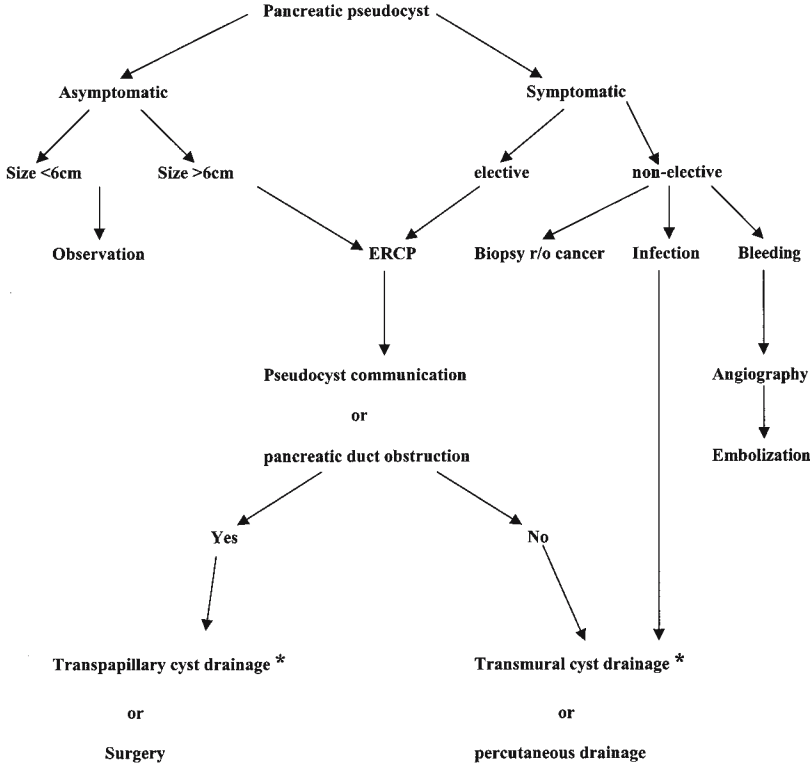 Pancreatic pseudocyst
Asymptomatic
Symptomatic
Size <6cm
Size >6cm
elective
non-elective
Observation
ERCP
Biopsy r/o cancer
Infection
Bleeding
Pseudocyst communication
Angiography
or
pancreatic duct obstruction
Embolization
Yes
No
Transpapillary cyst drainage *
Transmural cyst drainage *
or
or
Surgery
percutaneous drainage